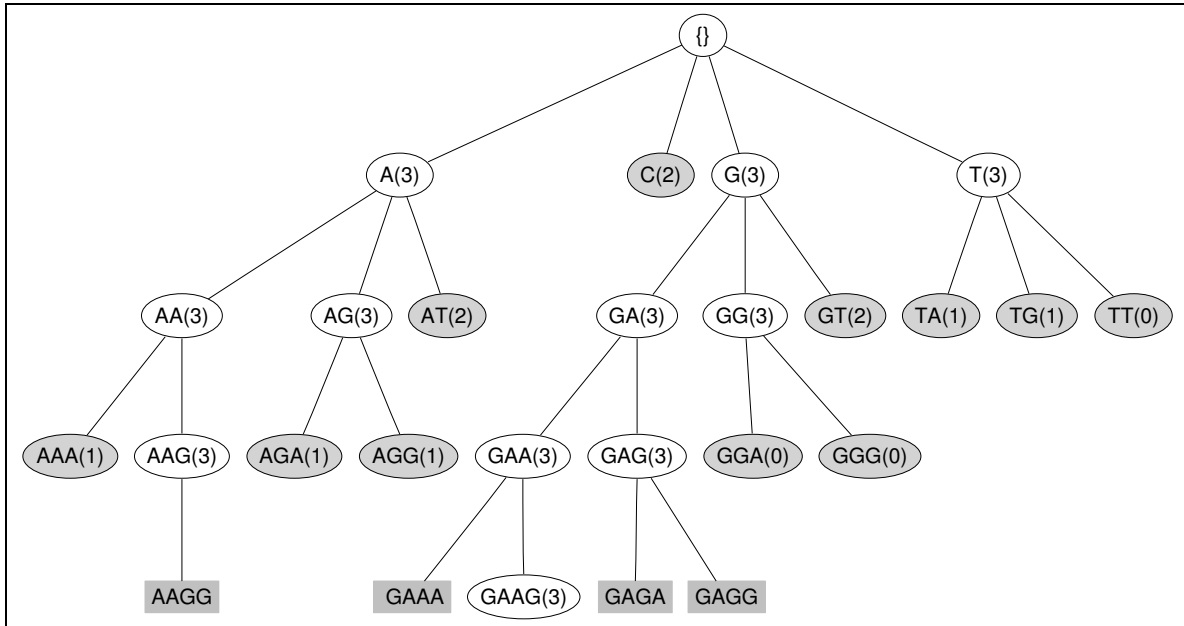 {}
A(3) C(2) G(3) T(3)
AA(3) AG(3) AT(2) GA(3) GG(3) GT(2) TA(1) TG(1) TT(0)
AAA(1) AAG(3) AGA(1) AGG(1) GAA(3) GAG(3) GGA(0) GGG(0)
AAGG GAAA GAAG(3) GAGA GAGG